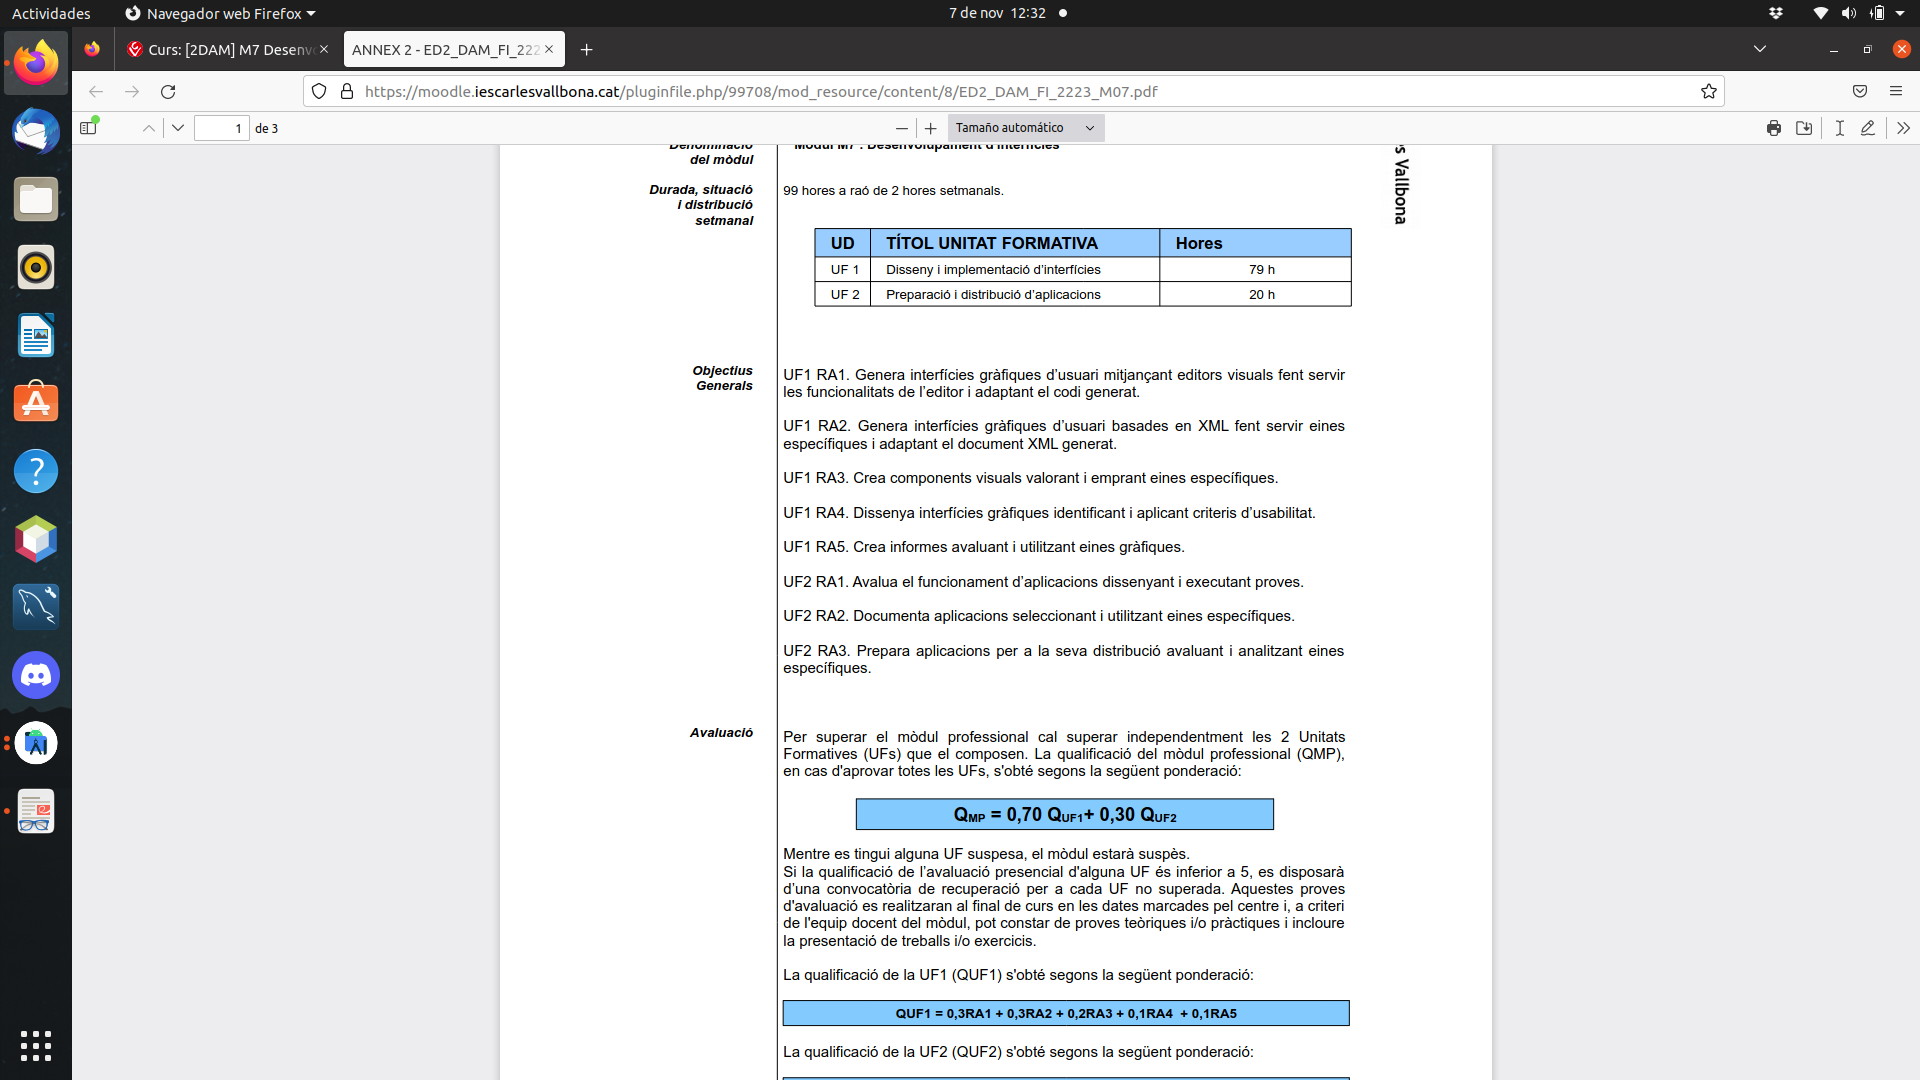 Actividades
Navegador web Firefox
7 de nov 12:32
Curs: [2DAM] M7 Desenv
ANNEX 2 - ED2_DAM_FI_222
https://moodle.iescarlesvallbona.cat/pluginfile.php/99708/mod_resource/content/8/ED2_DAM_FI_2223_M07.pdf
1 de 3
Tamaño automático
Denominació
del mòdul
Mòdul M7 : Desenvolupament d'interfícies
s Vallbona
Durada, situació
i distribució
setmanal
99 hores a raó de 2 hores setmanals.
UD TÍTOL UNITAT FORMATIVA Hores
UF 1 Disseny i implementació d’interfícies 79 h
UF 2 Preparació i distribució d’aplicacions 20 h
Objectius
Generals
UF1 RA1. Genera interfícies gràfiques d’usuari mitjançant editors visuals fent servir
les funcionalitats de l’editor i adaptant el codi generat.
UF1 RA2. Genera interfícies gràfiques d’usuari basades en XML fent servir eines
específiques i adaptant el document XML generat.
UF1 RA3. Crea components visuals valorant i emprant eines específiques.
UF1 RA4. Dissenya interfícies gràfiques identificant i aplicant criteris d’usabilitat.
UF1 RA5. Crea informes avaluant i utilitzant eines gràfiques.
UF2 RA1. Avalua el funcionament d’aplicacions dissenyant i executant proves.
UF2 RA2. Documenta aplicacions seleccionant i utilitzant eines específiques.
UF2 RA3. Prepara aplicacions per a la seva distribució avaluant i analitzant eines
específiques.
Avaluació
Per superar el mòdul professional cal superar independentment les 2 Unitats
Formatives (UFs) que el composen. La qualificació del mòdul professional (QMP),
en cas d'aprovar totes les UFs, s'obté segons la següent ponderació:
QMP = 0,70 QUF1+ 0,30 QUF2
Mentre es tingui alguna UF suspesa, el mòdul estarà suspès.
Si la qualificació de l’avaluació presencial d'alguna UF és inferior a 5, es disposarà
d’una convocatòria de recuperació per a cada UF no superada. Aquestes proves
d'avaluació es realitzaran al final de curs en les dates marcades pel centre i, a criteri
de l'equip docent del mòdul, pot constar de proves teòriques i/o pràctiques i incloure
la presentació de treballs i/o exercicis.
La qualificació de la UF1 (QUF1) s'obté segons la següent ponderació:
QUF1 = 0,3RA1 + 0,3RA2 + 0,2RA3 + 0,1RA4 + 0,1RA5
La qualificació de la UF2 (QUF2) s'obté segons la següent ponderació: